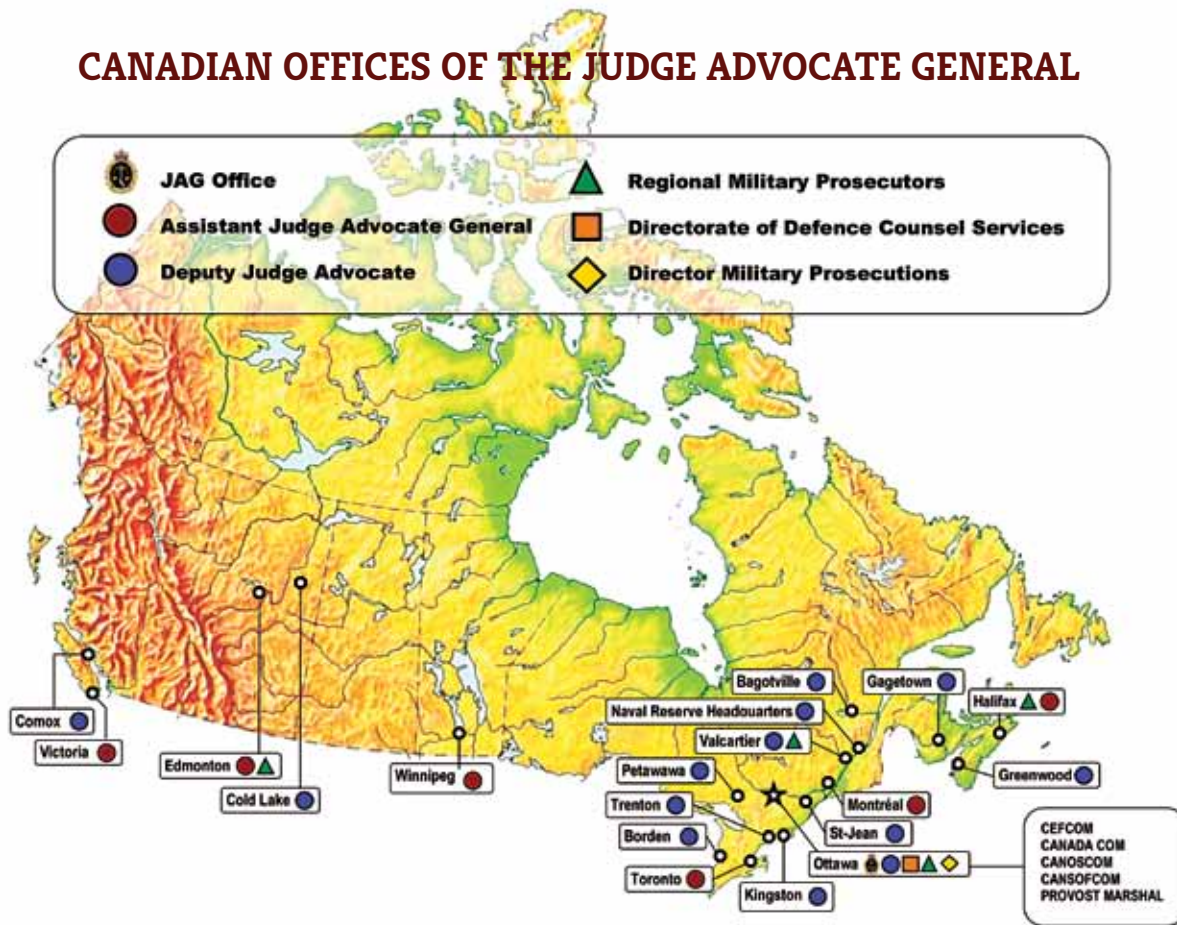 CANADIAN OFFICES OF THE JUDGE ADVOCATE GENERAL
JAG Office
Assistant Judge Advocate General
Deputy Judge Advocate
Regional Military Prosecutors
Directorate of Defence Counsel Services
Director Military Prosecutions
Comox
Victoria
Edmonton
Cold Lake
Winnipeg
Bagotville
Naval Reserve Headouarters
Valcartier
Petawawa
Trenton
Borden
Toronto
Kingston
Ottawa
St-Jean
Montréal
Gagetown
Halifax
Greenwood
CEFCOM
CANADA COM
CANOSCOM
CANSOFCOM
PROVOST MARSHAL